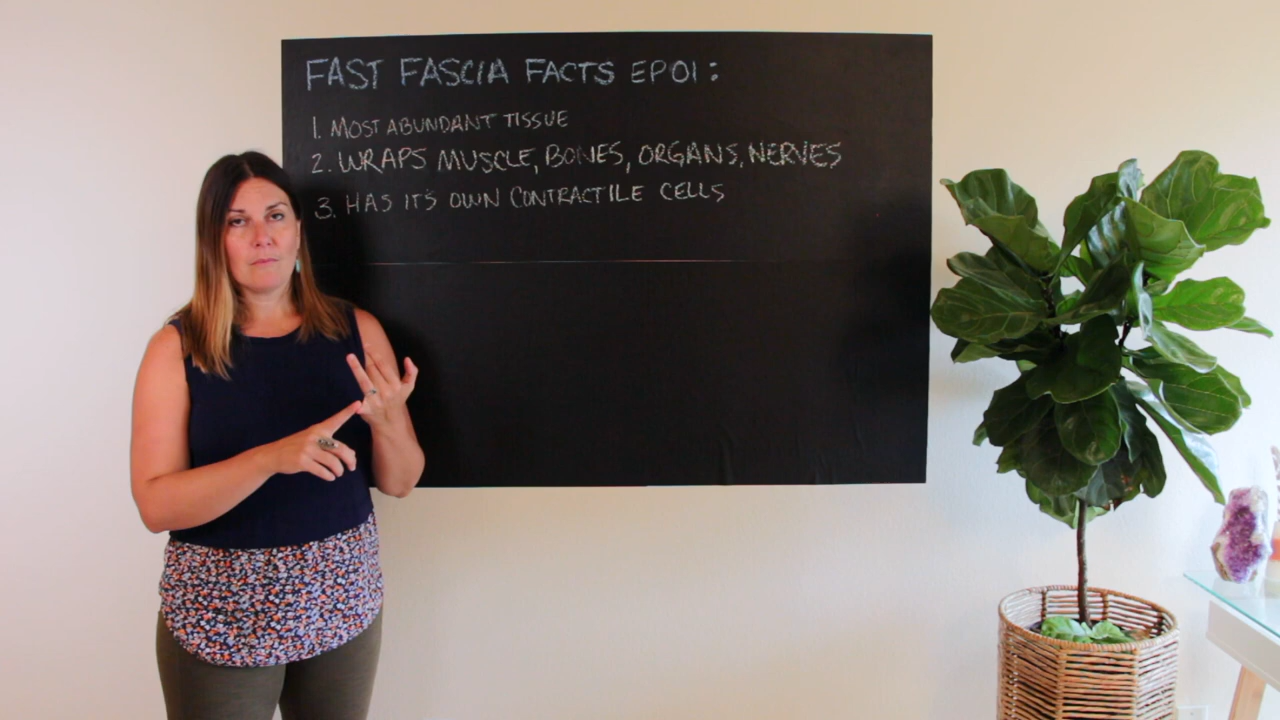 FAST FASCIA FACTS EP01:
1. MOST ABUNDANT TISSUE
2. WRAPS MUSCLE, BONES, ORGANS, NERVES
3. HAS IT'S OWN CONTRACTILE CELLS